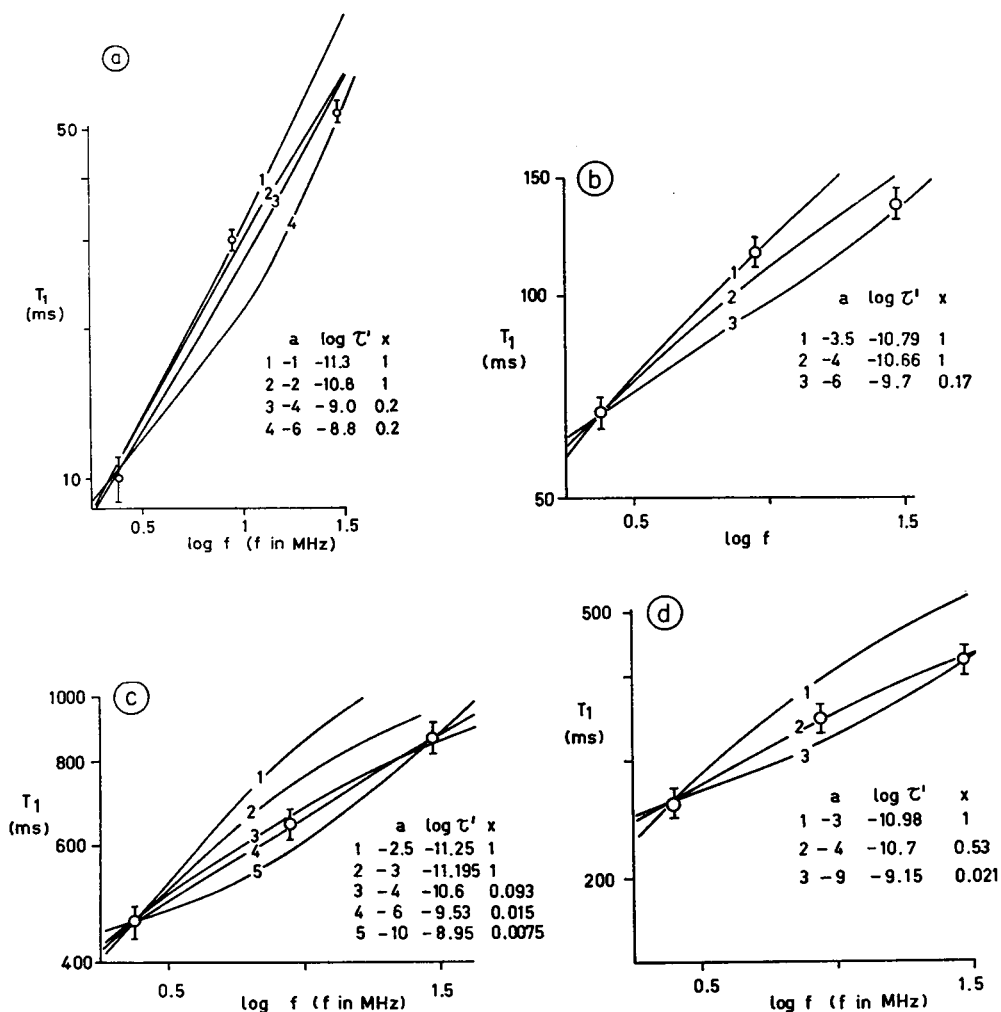 a
50
10
T₁
(ms)
1
2
3
4
a log τ' x
1 -1 -11.3 1
2 -2 -10.8 1
3 -4 -9.0 0.2
4 -6 -8.8 0.2
0.5 1 1.5
log f (f in MHz)
b
150
100
50
T₁
(ms)
1
2
3
a log τ' x
1 -3.5 -10.79 1
2 -4 -10.66 1
3 -6 -9.7 0.17
0.5 1.0 1.5
log f
c
1000
800
600
400
T₁
(ms)
1
2
3
4
5
a log τ' x
1 -2.5 -11.25 1
2 -3 -11.195 1
3 -4 -10.6 0.093
4 -6 -9.53 0.015
5 -10 -8.95 0.0075
0.5 1.0 1.5
log f (f in MHz)
d
500
200
T₁
(ms)
1
2
3
a log τ' x
1 -3 -10.98 1
2 -4 -10.7 0.53
3 -9 -9.15 0.021
0.5 1.0 1.5
log f (f in MHz)